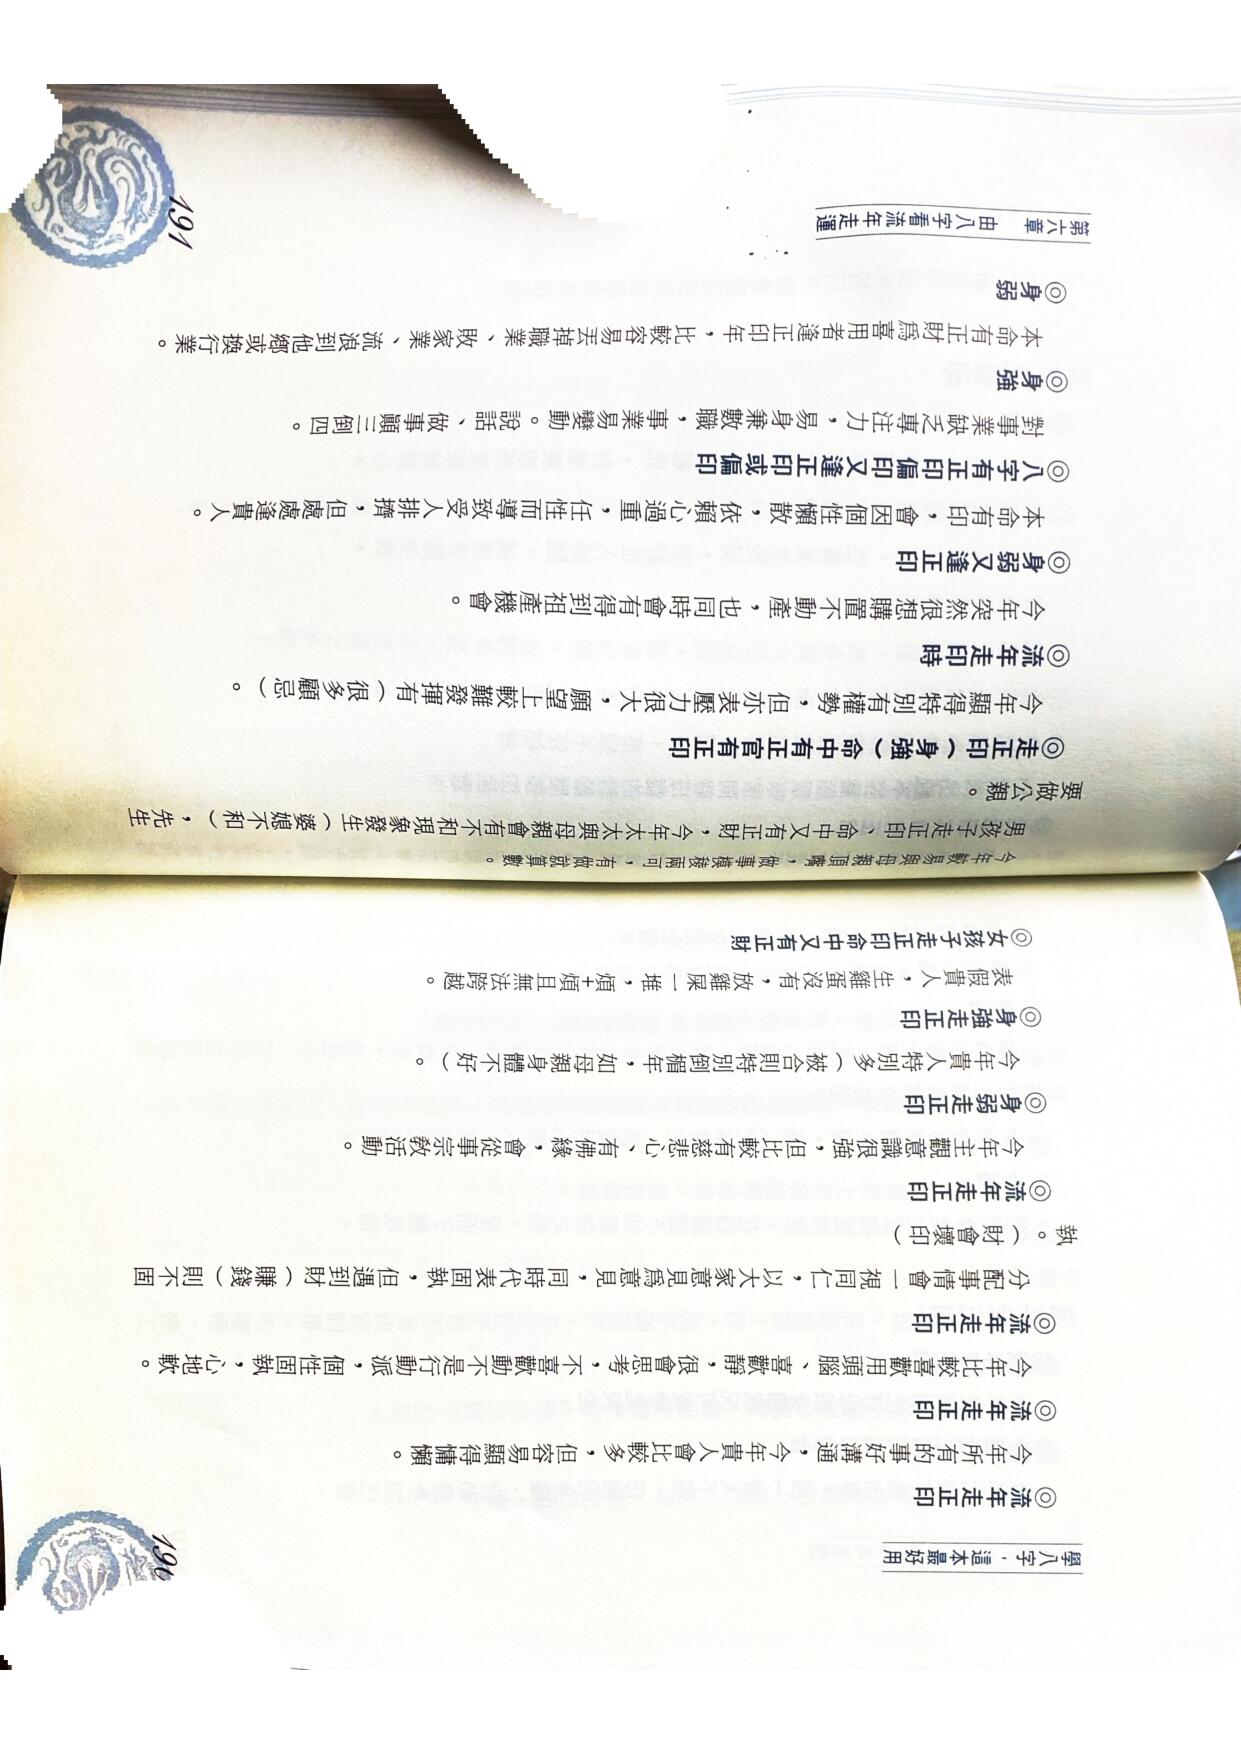 學八字，這本最好用
◎流年走正印
今年所有的事好溝通，今年貴人會比較多，但容易顯得慵懶。
◎流年走正印
今年比較喜歡用頭腦、喜歡靜，很會思考，不喜歡動不是行動派，個性固執，心地軟。
◎流年走正印
分配事情會一視同仁，以大家意見爲意見，同時代表固執，但遇到財（賺錢）則不固
執。（財會壞印）
◎流年走正印
今年主觀意識很強，但比較有慈悲心、有佛緣，會從事宗教活動。
◎身弱走正印
今年貴人特別多（被合則特別倒楣年，如母親身體不好）。
◎身強走正印
表假貴人，生雞蛋沒有，放雞屎一堆，煩+煩且無法跨越。
◎女孩子走正印命中又有正財
190
今年較易與母親頂嘴，做事模稜兩可，有做就算數。
男孩子走正印、命中又有正財，今年太太與母親會有不和現象發生（婆媳不和），先生
要做公親。
◎走正印（身強）命中有正官有正印
今年顯得特別有權勢，但亦表壓力很大，願望上較難發揮有（很多顧忌）。
◎流年走印時
今年突然很想購置不動產，也同時會有得到祖產機會。
◎身弱又逢正印
本命有印，會因個性懶散，依賴心過重，任性而導致受人排擠，但處處逢貴人。
◎八字有正印偏印又逢正印或偏印
對事業缺乏專注力，易身兼數職，事業易變動。說話、做事顚三倒四。
◎身強
本命有正財爲喜用者逢正印年，比較容易丟掉職業、敗家業、流浪到他鄉或換行業。
◎身弱
第六章　由八字看流年走運
191